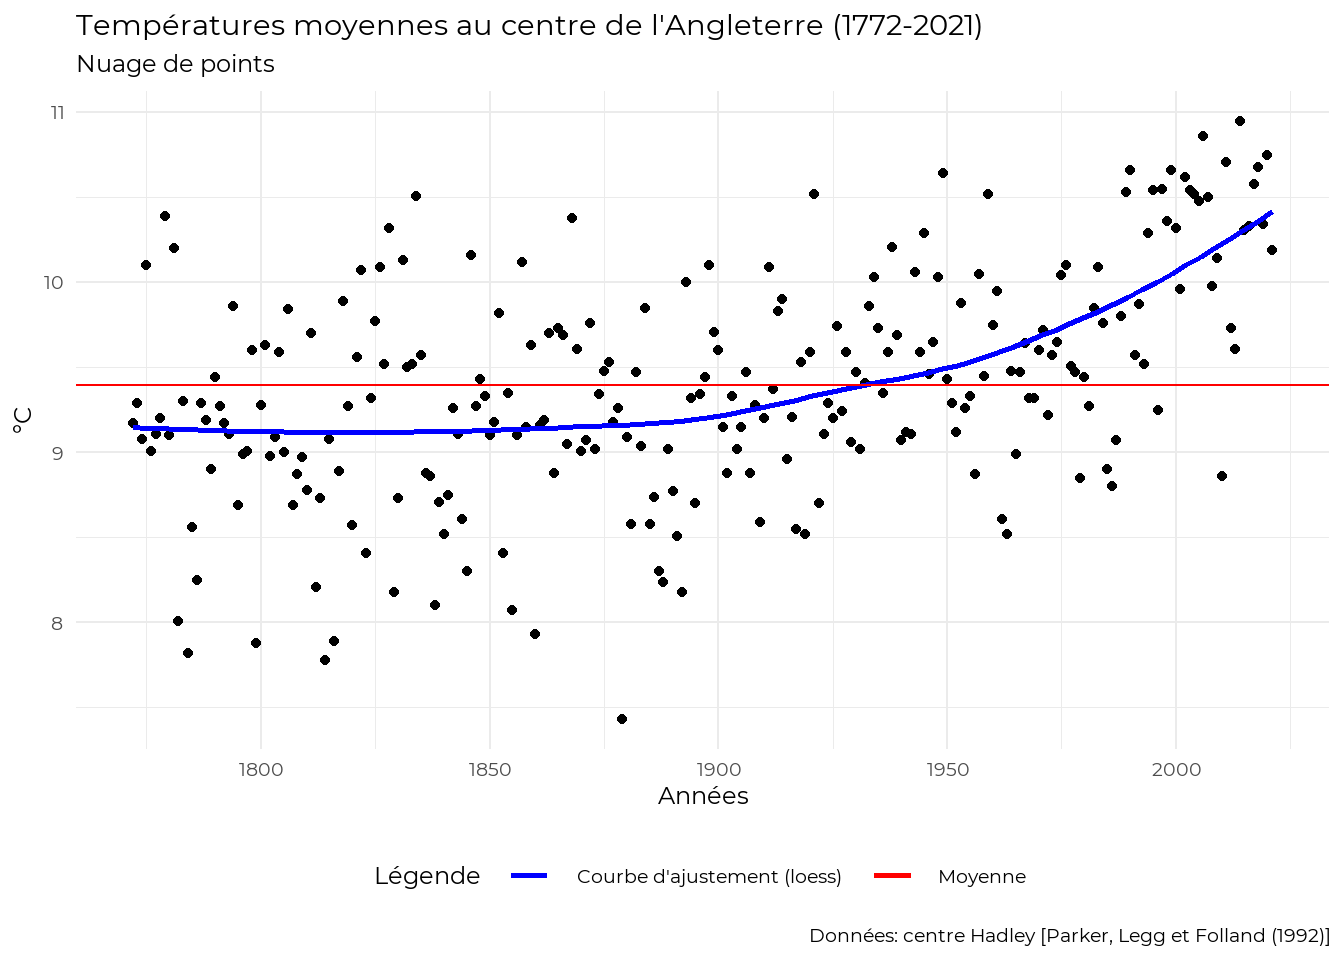 Températures moyennes au centre de l'Angleterre (1772-2021)
Nuage de points
11
10
9
8
°C
1800 1850 1900 1950 2000
Années
Légende Courbe d'ajustement (loess) Moyenne
Données: centre Hadley [Parker, Legg et Folland (1992)]